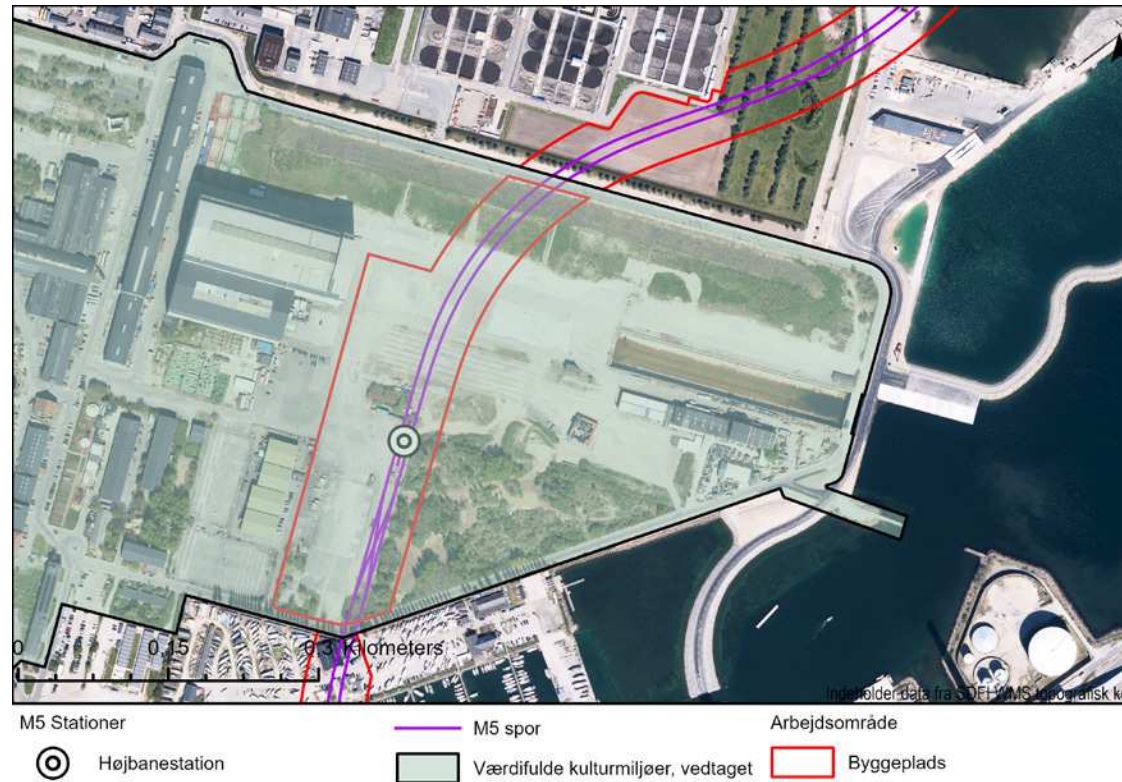 0 0,15 0,3 Kilometers
Indeholder data fra SDFI WMS topografisk k
M5 Stationer
Højbanestation
M5 spor
Værdifulde kulturmiljøer, vedtaget
Arbejdsområde
Byggeplads